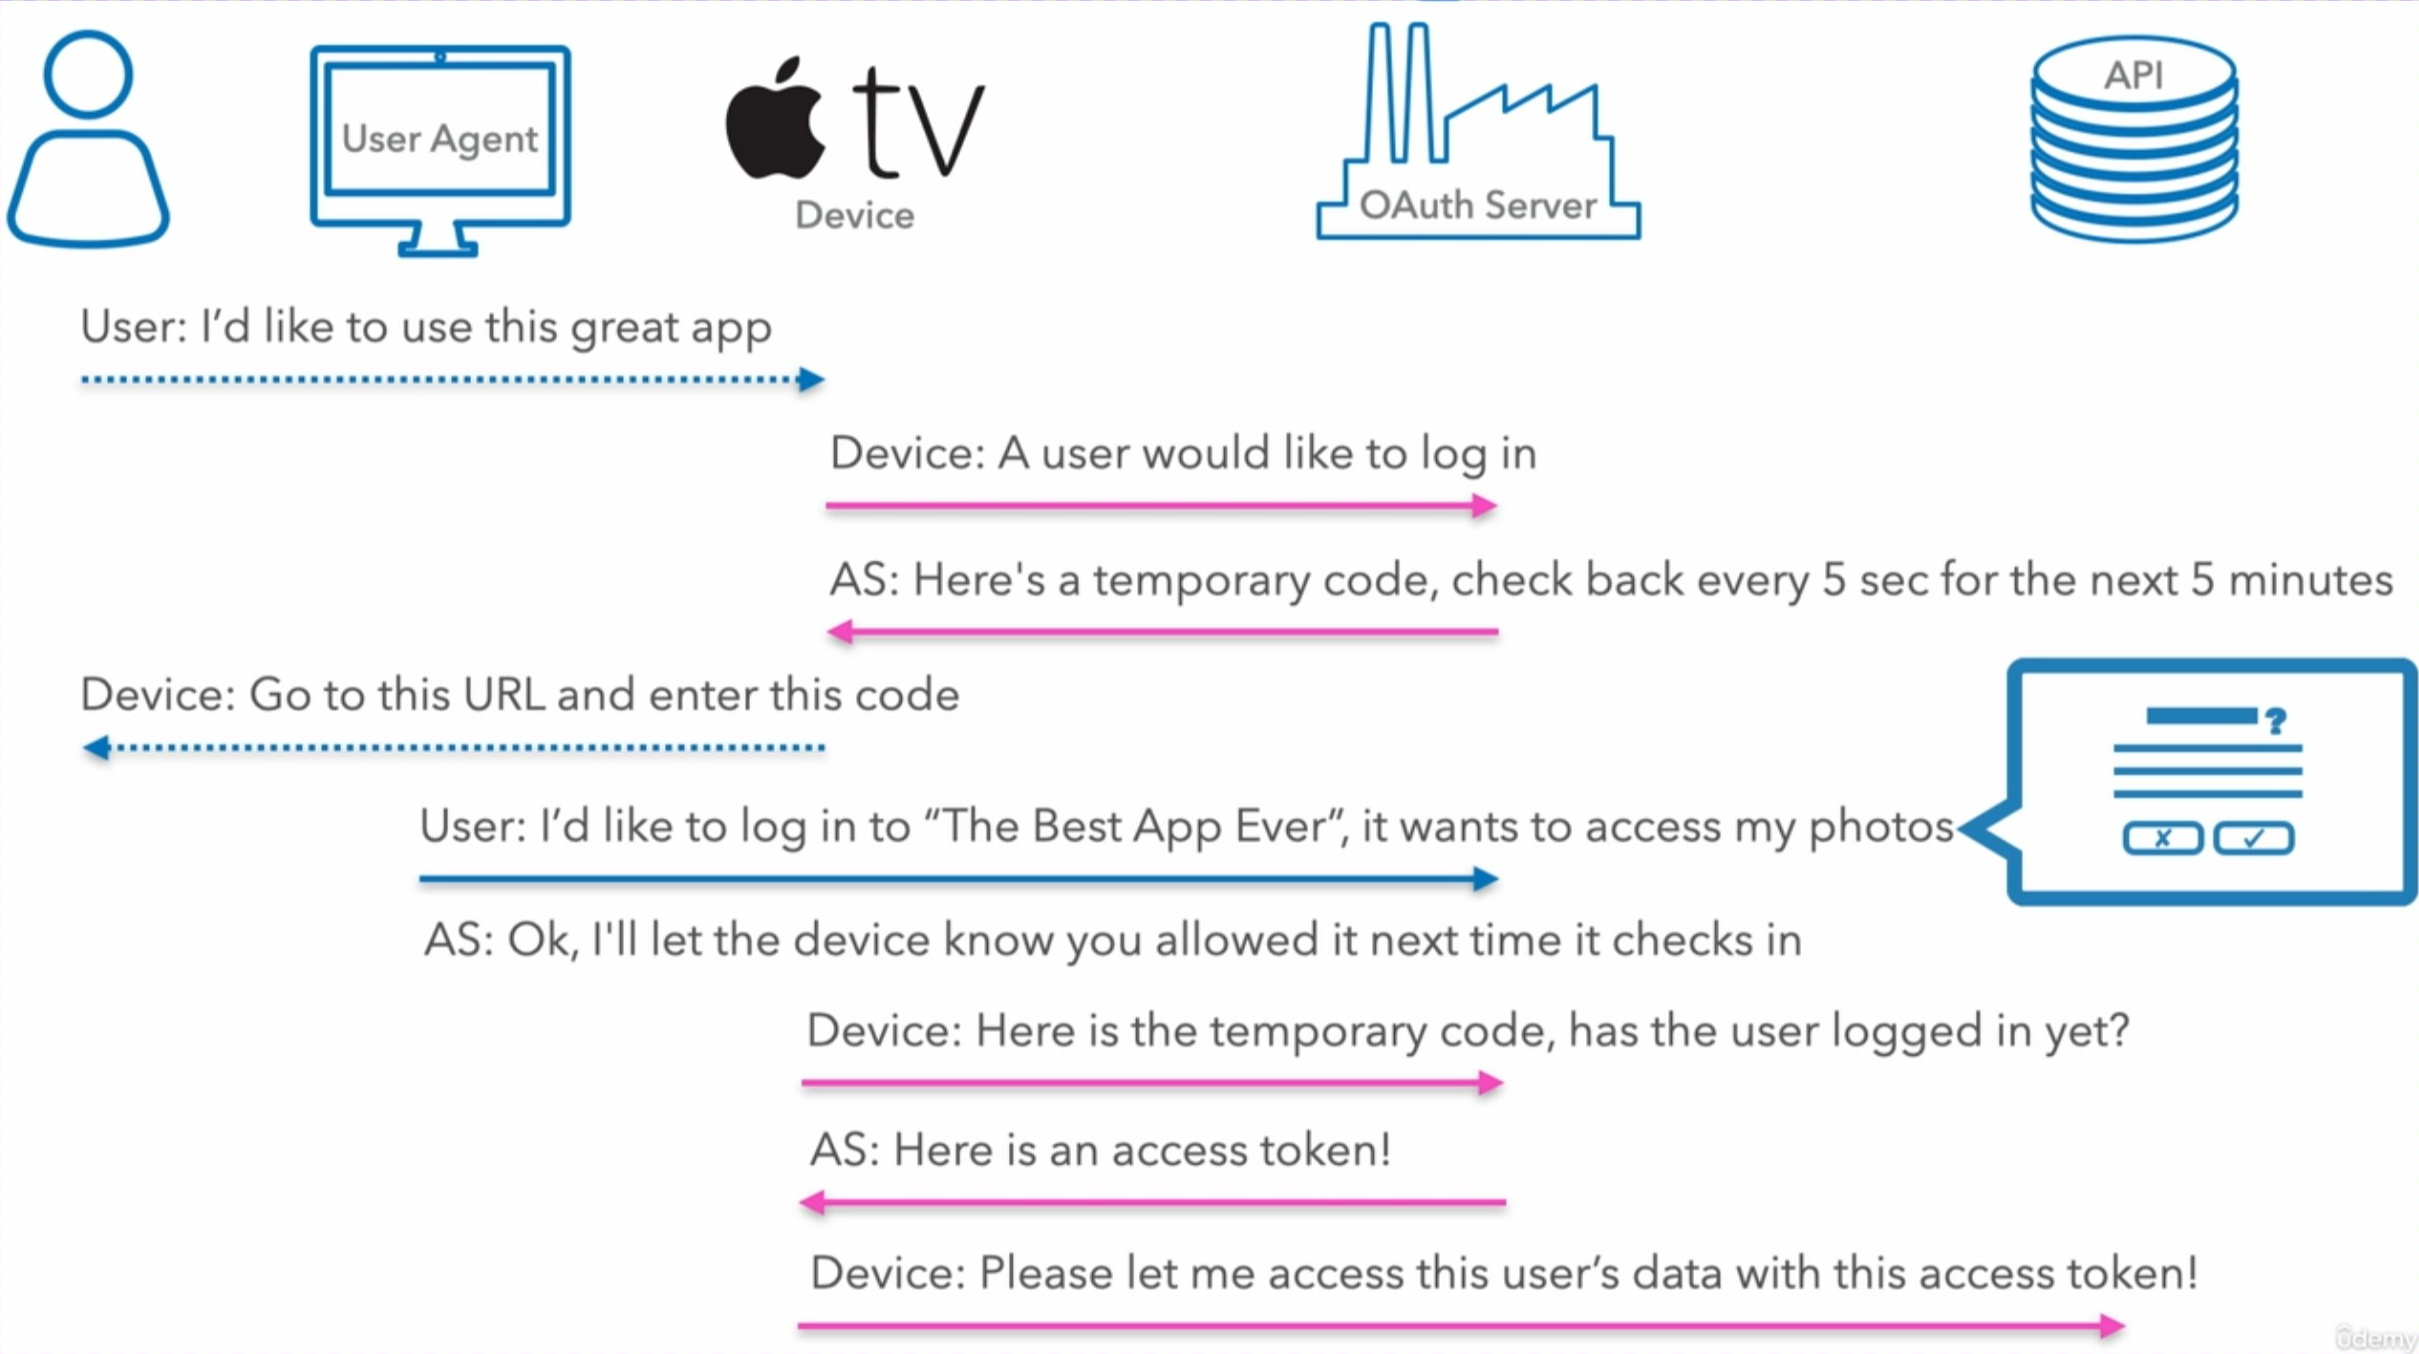 User Agent
tv
Device
OAuth Server
API
User: I’d like to use this great app
Device: A user would like to log in
AS: Here's a temporary code, check back every 5 sec for the next 5 minutes
Device: Go to this URL and enter this code
?
User: I’d like to log in to “The Best App Ever”, it wants to access my photos
AS: Ok, I'll let the device know you allowed it next time it checks in
Device: Here is the temporary code, has the user logged in yet?
AS: Here is an access token!
Device: Please let me access this user’s data with this access token!
ûdemy